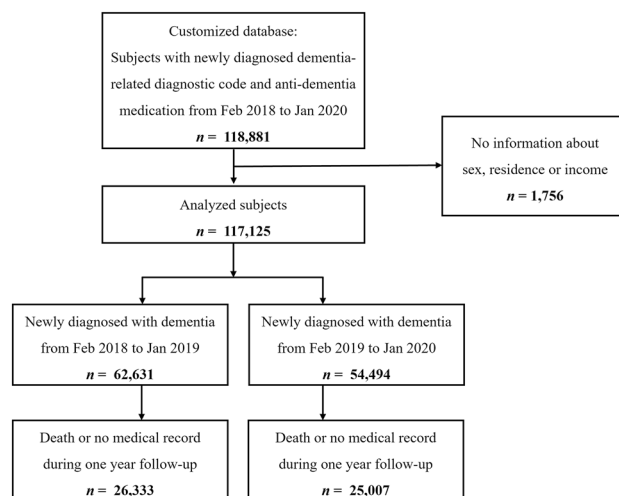 Customized database:
Subjects with newly diagnosed dementia-
related diagnostic code and anti-dementia
medication from Feb 2018 to Jan 2020
n = 118,881
No information about
sex, residence or income
n = 1,756
Analyzed subjects
n = 117,125
Newly diagnosed with dementia
from Feb 2018 to Jan 2019
n = 62,631
Newly diagnosed with dementia
from Feb 2019 to Jan 2020
n = 54,494
Death or no medical record
during one year follow-up
n = 26,333
Death or no medical record
during one year follow-up
n = 25,007